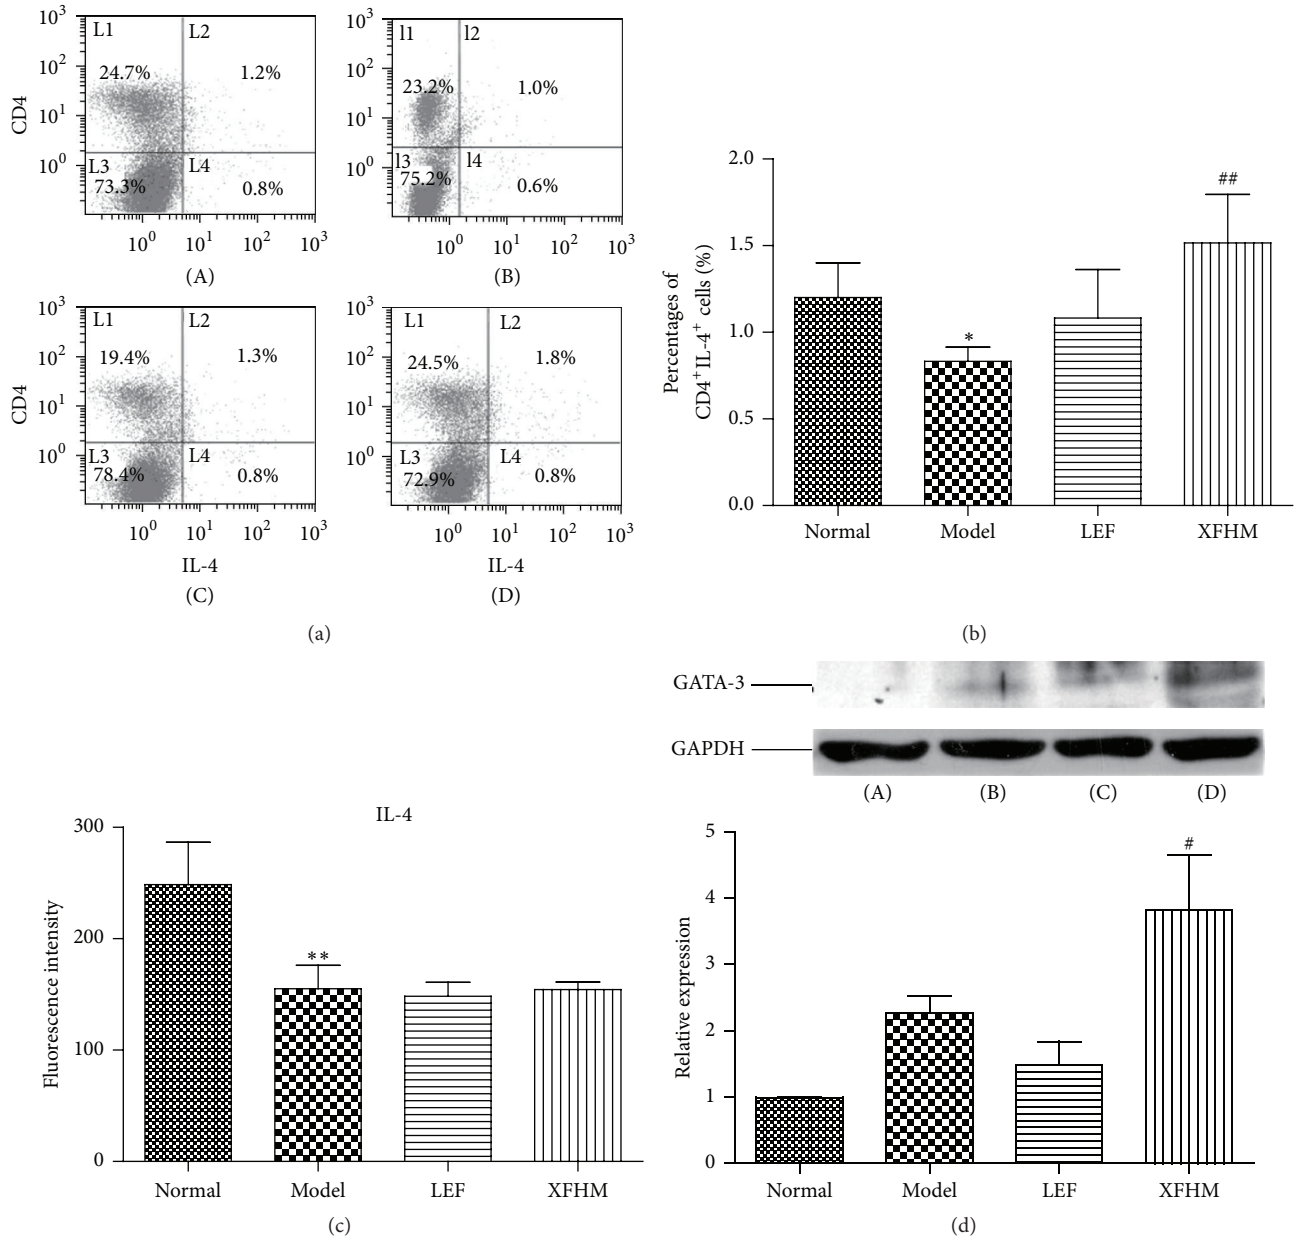 10³
L1
L2
24.7%
1.2%
10²
CD4
10¹
10⁰
L3
L4
73.3%
0.8%
10⁰ 10¹ 10² 10³
(A)
10³
l1
l2
23.2%
1.0%
10²
10¹
10⁰
l3
l4
75.2%
0.6%
10⁰ 10¹ 10² 10³
(B)
10³
L1
L2
19.4%
1.3%
10²
CD4
10¹
10⁰
L3
L4
78.4%
0.8%
10⁰ 10¹ 10² 10³
IL-4
(C)
10³
L1
L2
24.5%
1.8%
10²
10¹
10⁰
L3
L4
72.9%
0.8%
10⁰ 10¹ 10² 10³
IL-4
(D)
(a)
Percentages of
CD4⁺IL-4⁺ cells (%)
2.0
1.5
1.0
0.5
0.0
*
##
Normal Model LEF XFHM
(b)
IL-4
Fluorescence intensity
300
200
100
0
**
Normal Model LEF XFHM
(c)
GATA-3
GAPDH
(A) (B) (C) (D)
Relative expression
5
4
3
2
1
0
#
Normal Model LEF XFHM
(d)